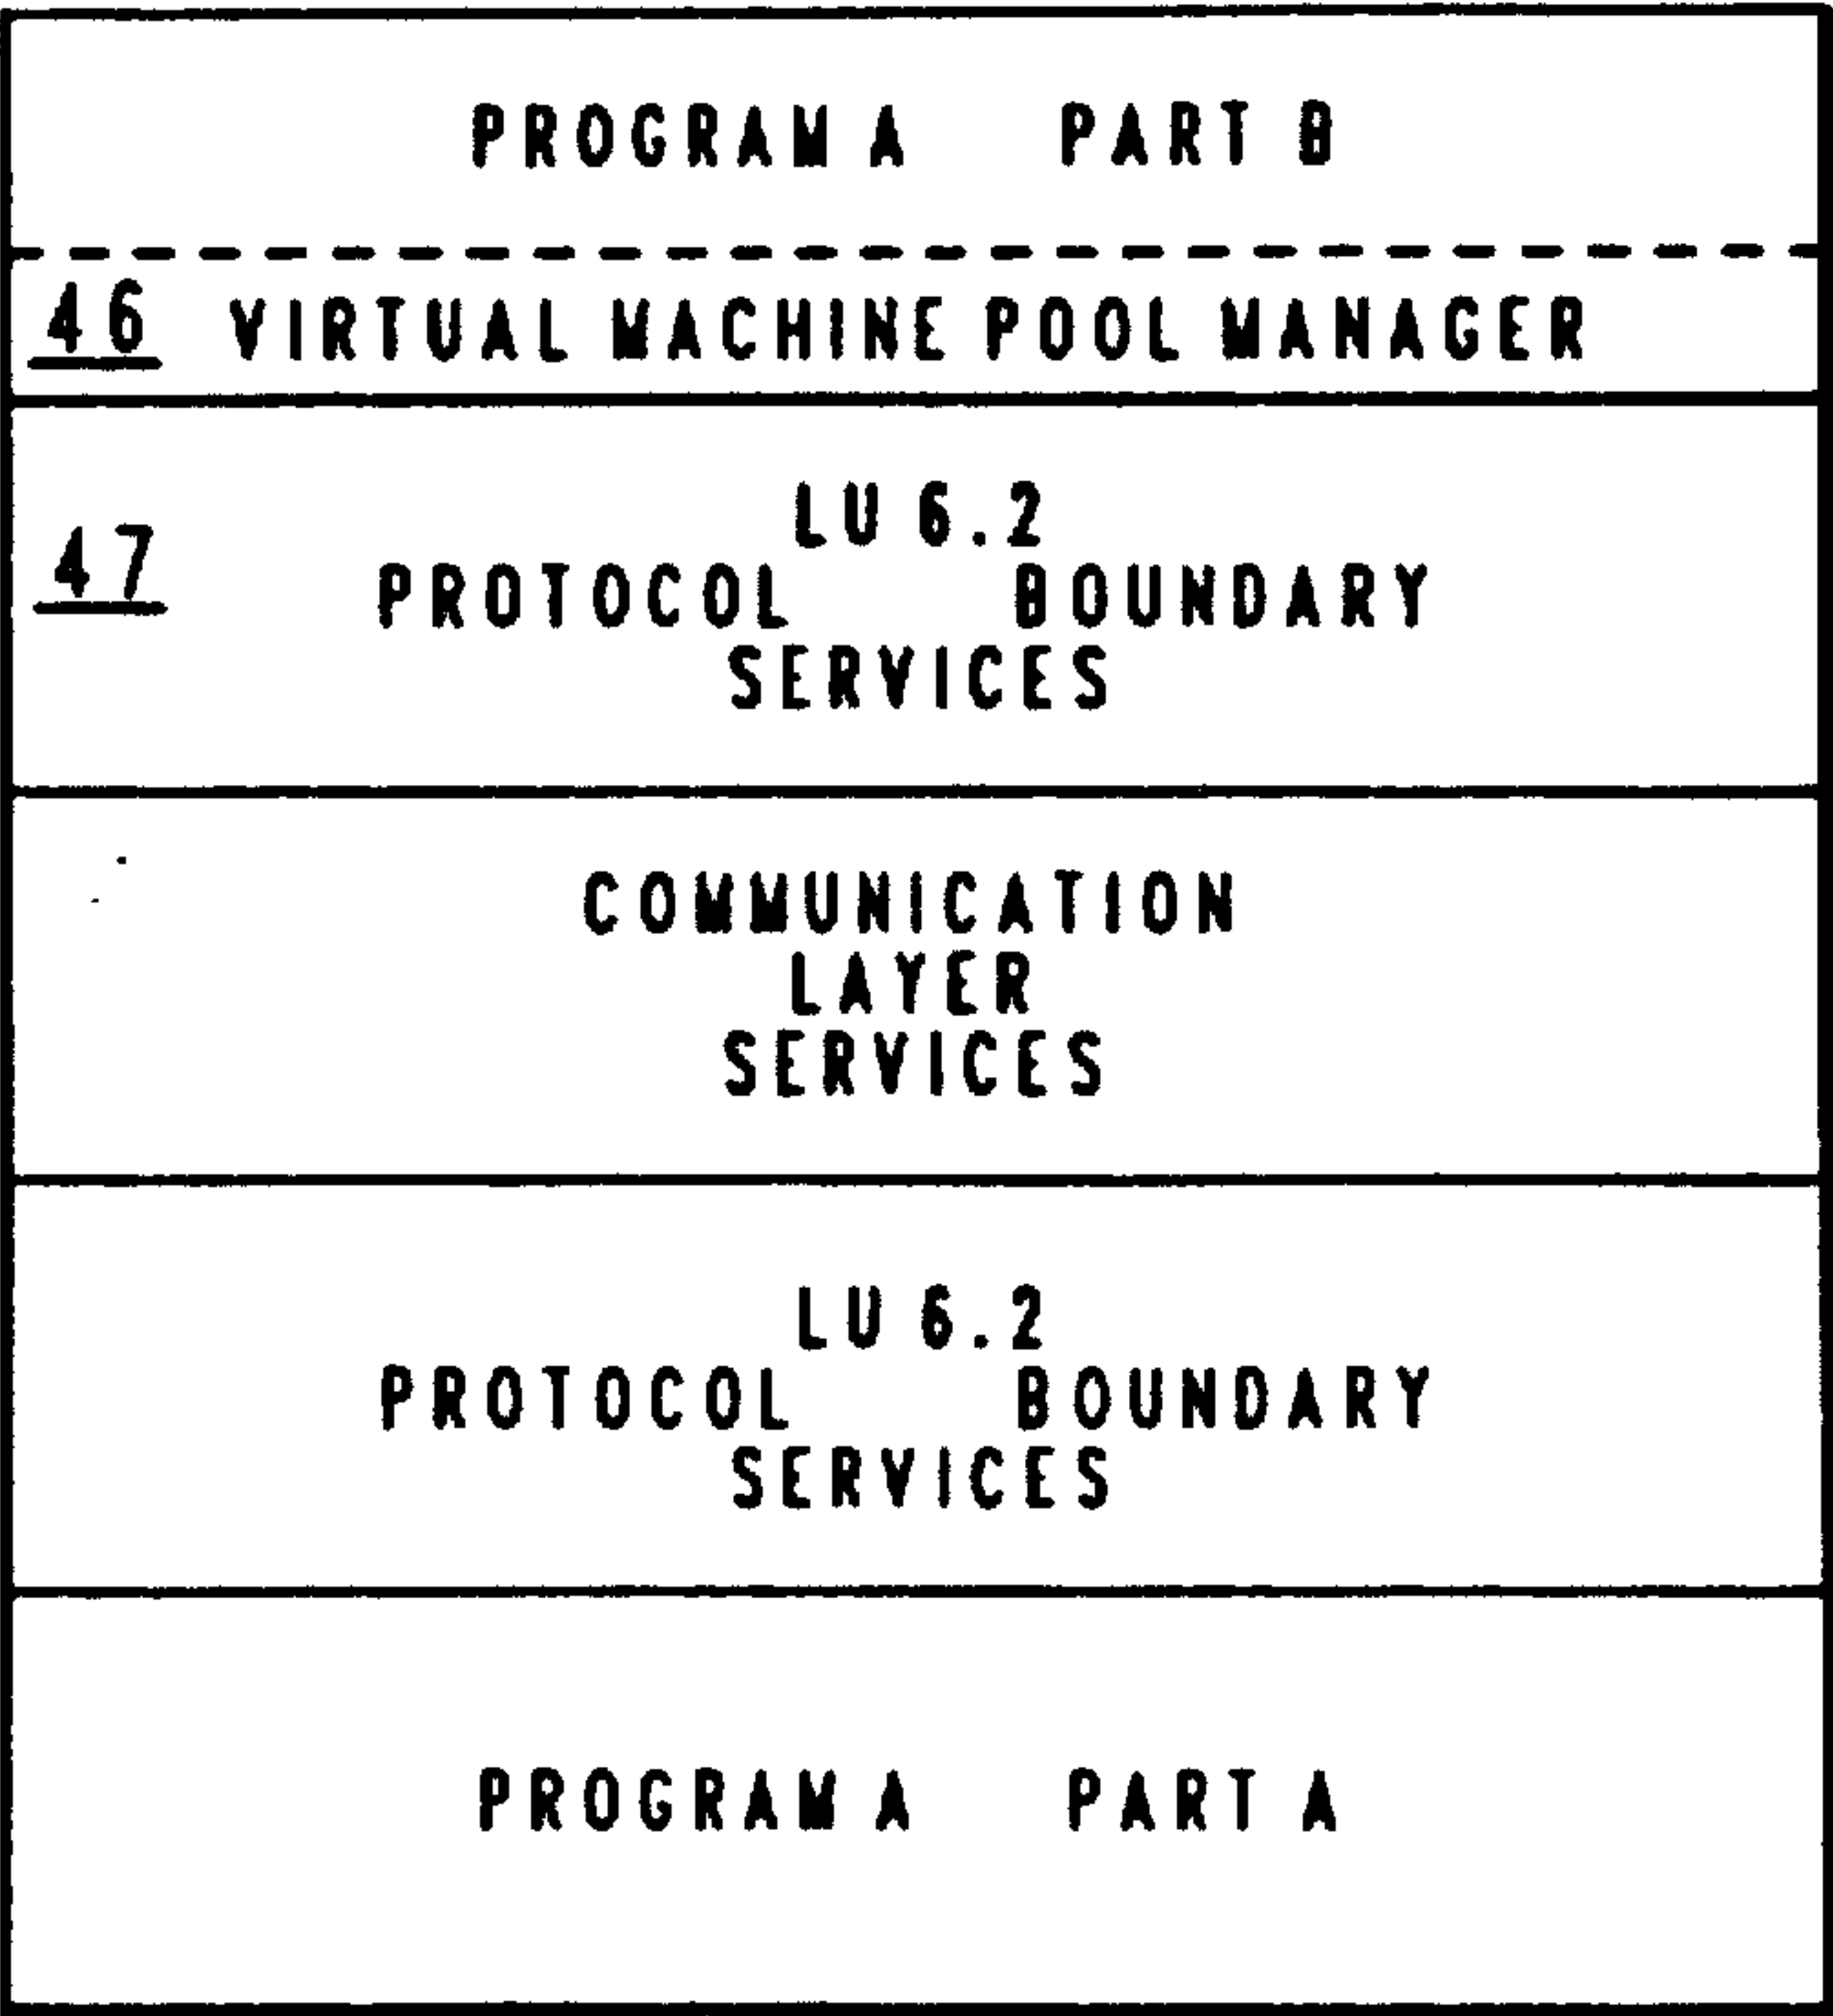 PROGRAM A PART B
46 VIRTUAL MACHINE POOL MANAGER
LU 6.2
47
PROTOCOL BOUNDARY
SERVICES
COMMUNICATION
LAYER
SERVICES
LU 6.2
PROTOCOL BOUNDARY
SERVICES
PROGRAM A PART A